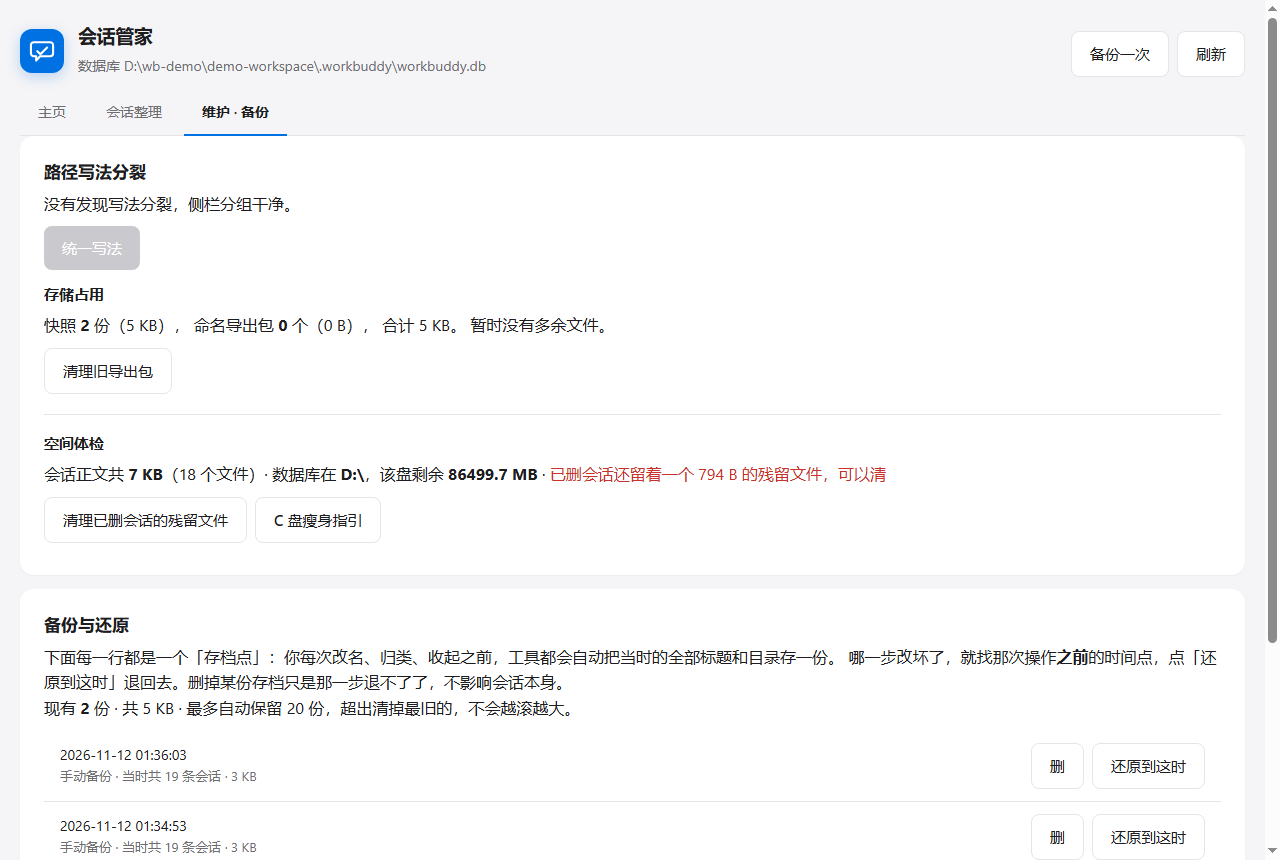 会话管家
数据库 D:\wb-demo\demo-workspace\.workbuddy\workbuddy.db
备份一次
刷新
主页
会话整理
维护 · 备份
路径写法分裂
没有发现写法分裂，侧栏分组干净。
统一写法
存储占用
快照 2 份（5 KB）， 命名导出包 0 个（0 B）， 合计 5 KB。 暂时没有多余文件。
清理旧导出包
空间体检
会话正文共 7 KB（18 个文件）· 数据库在 D:\，该盘剩余 86499.7 MB · 已删会话还留着一个 794 B 的残留文件，可以清
清理已删会话的残留文件
C 盘瘦身指引
备份与还原
下面每一行都是一个「存档点」：你每次改名、归类、收起之前，工具都会自动把当时的全部标题和目录存一份。 哪一步改坏了，就找那次操作之前的时间点，点「还
原到这时」退回去。删掉某份存档只是那一步退不了了，不影响会话本身。
现有 2 份 · 共 5 KB · 最多自动保留 20 份，超出清掉最旧的，不会越滚越大。
2026-11-12 01:36:03
手动备份 · 当时共 19 条会话 · 3 KB
删
还原到这时
2026-11-12 01:34:53
手动备份 · 当时共 19 条会话 · 3 KB
删
还原到这时